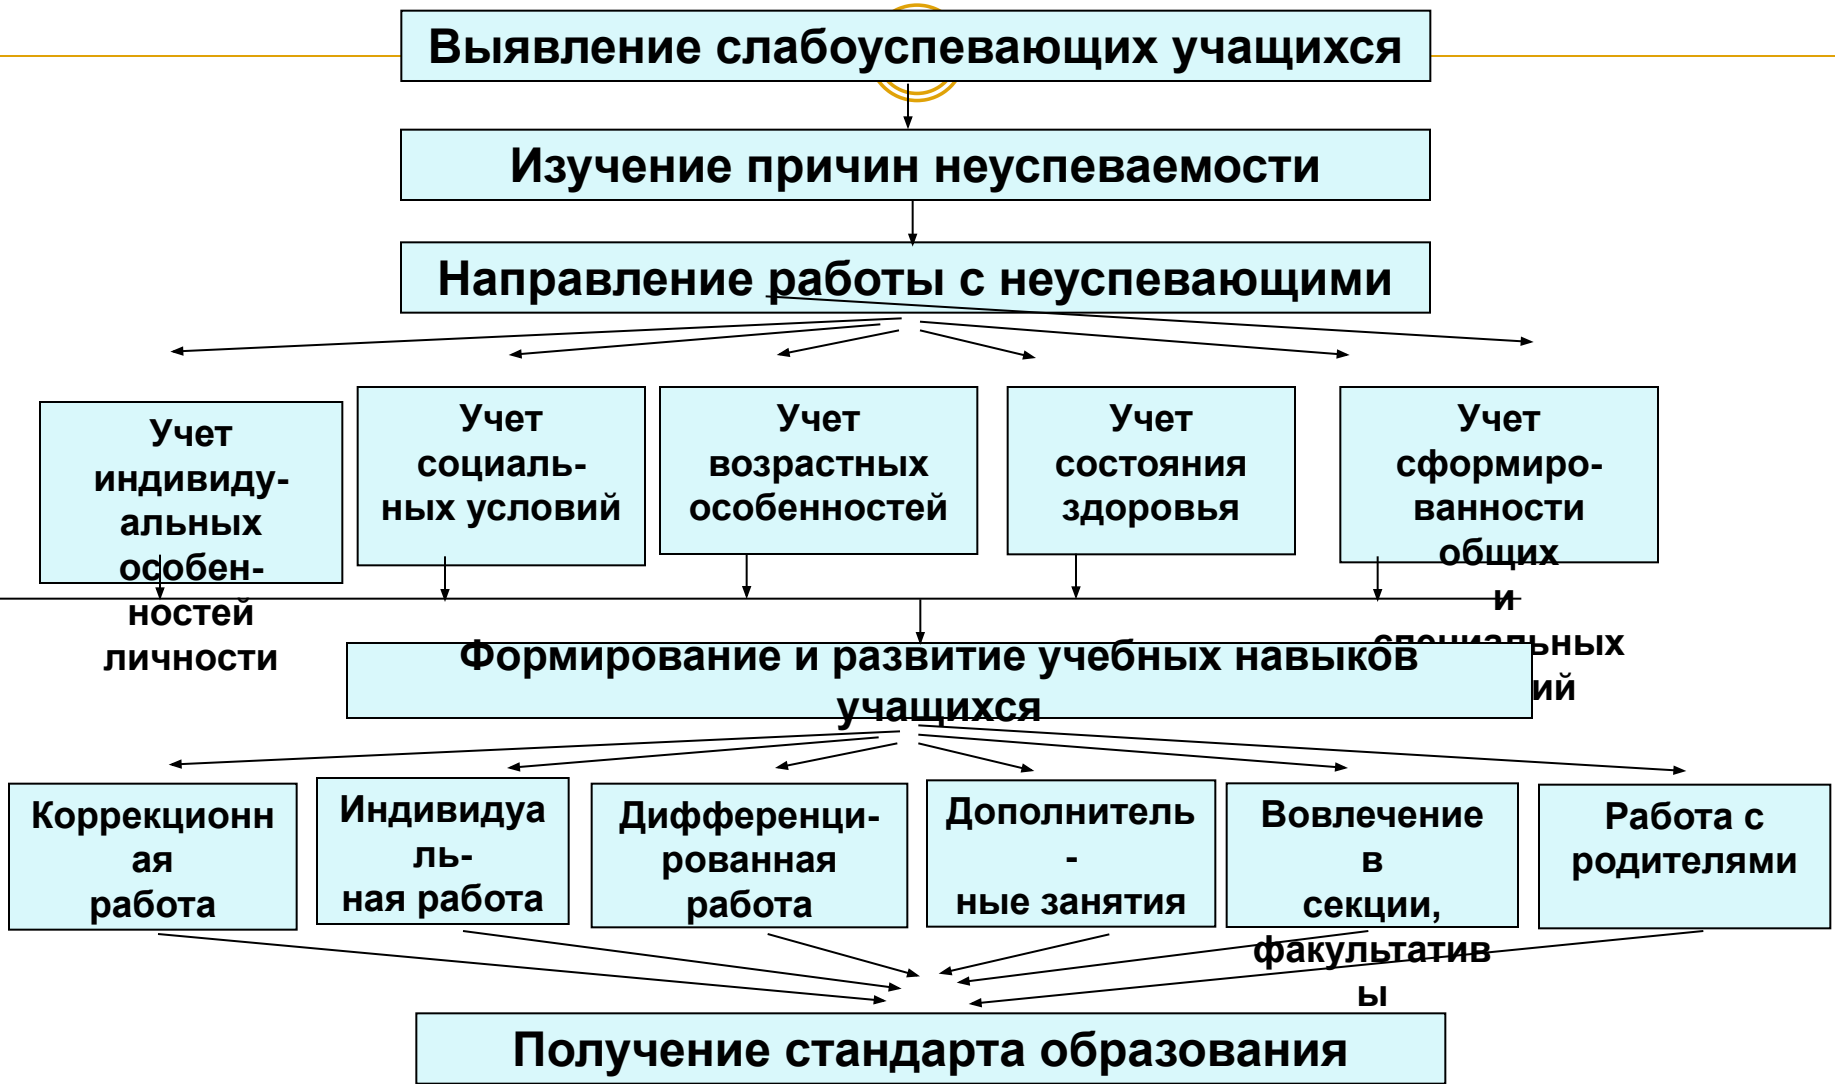 Выявление слабоуспевающих учащихся
Изучение причин неуспеваемости
Направление работы с неуспевающими
Учет
индивиду-
альных
особен-
ностей
личности
Учет
социаль-
ных условий
Учет
возрастных
особенностей
Учет
состояния
здоровья
Учет
сформиро-
ванности
общих
и
специальных
Формирование и развитие учебных навыков
учащихся
Коррекционн
ая
работа
Индивидуа
ль-
ная работа
Дифференци-
рованная
работа
Дополнитель
-
ные занятия
Вовлечение
в
секции,
факультатив
ы
Работа с
родителями
Получение стандарта образования